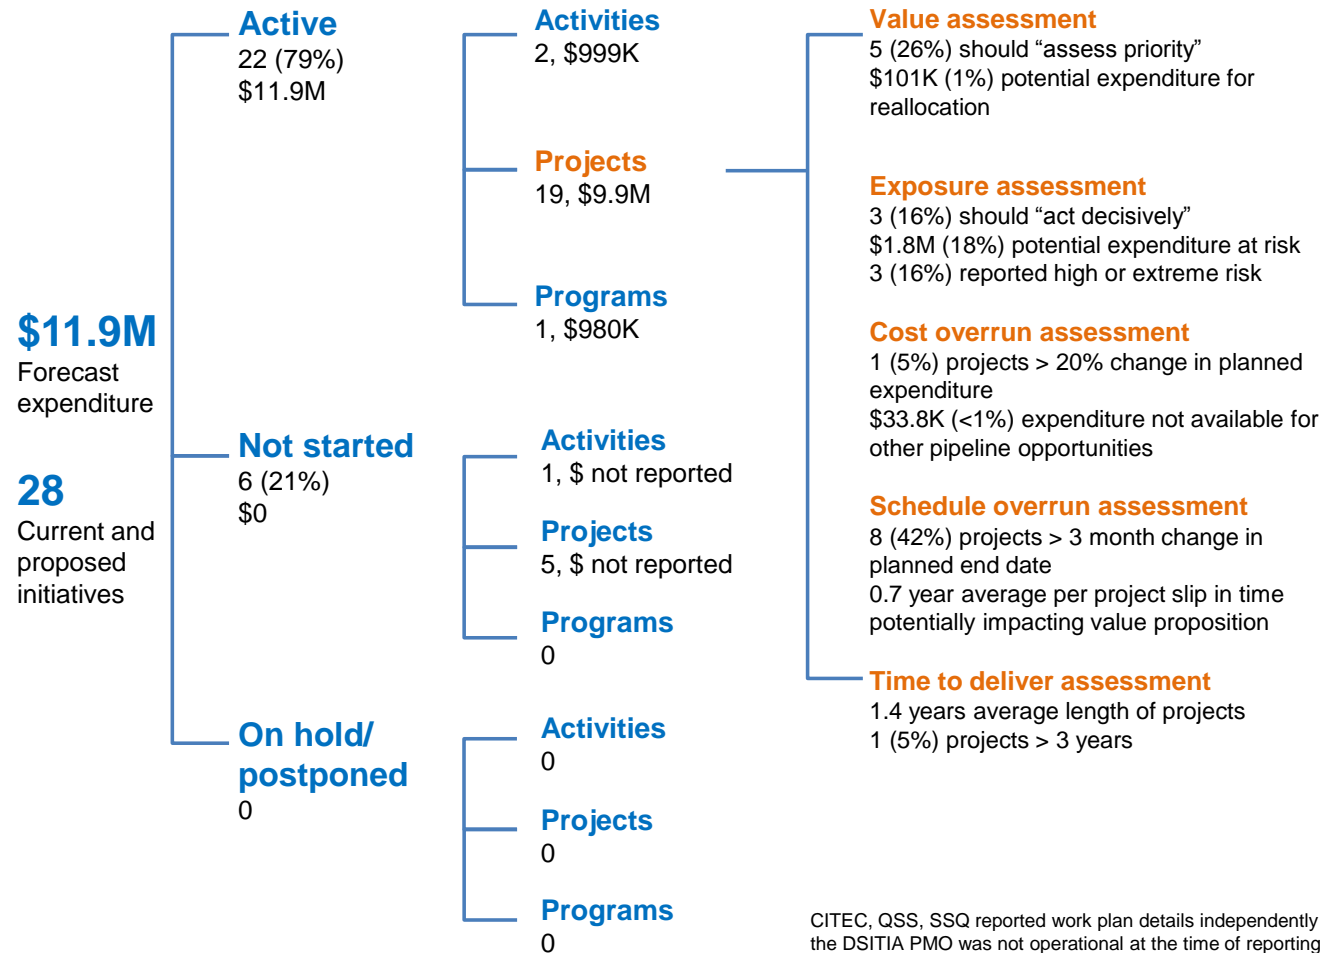 $11.9M
Forecast
expenditure
28
Current and
proposed
initiatives
Active
22 (79%)
$11.9M
Activities
2, $999K
Projects
19, $9.9M
Programs
1, $980K
Not started
6 (21%)
$0
Activities
1, $ not reported
Projects
5, $ not reported
Programs
0
On hold/
postponed
0
Activities
0
Projects
0
Programs
0
Value assessment
5 (26%) should “assess priority”
$101K (1%) potential expenditure for
reallocation
Exposure assessment
3 (16%) should “act decisively”
$1.8M (18%) potential expenditure at risk
3 (16%) reported high or extreme risk
Cost overrun assessment
1 (5%) projects > 20% change in planned
expenditure
$33.8K (<1%) expenditure not available for
other pipeline opportunities
Schedule overrun assessment
8 (42%) projects > 3 month change in
planned end date
0.7 year average per project slip in time
potentially impacting value proposition
Time to deliver assessment
1.4 years average length of projects
1 (5%) projects > 3 years
CITEC, QSS, SSQ reported work plan details independently
the DSITIA PMO was not operational at the time of reporting